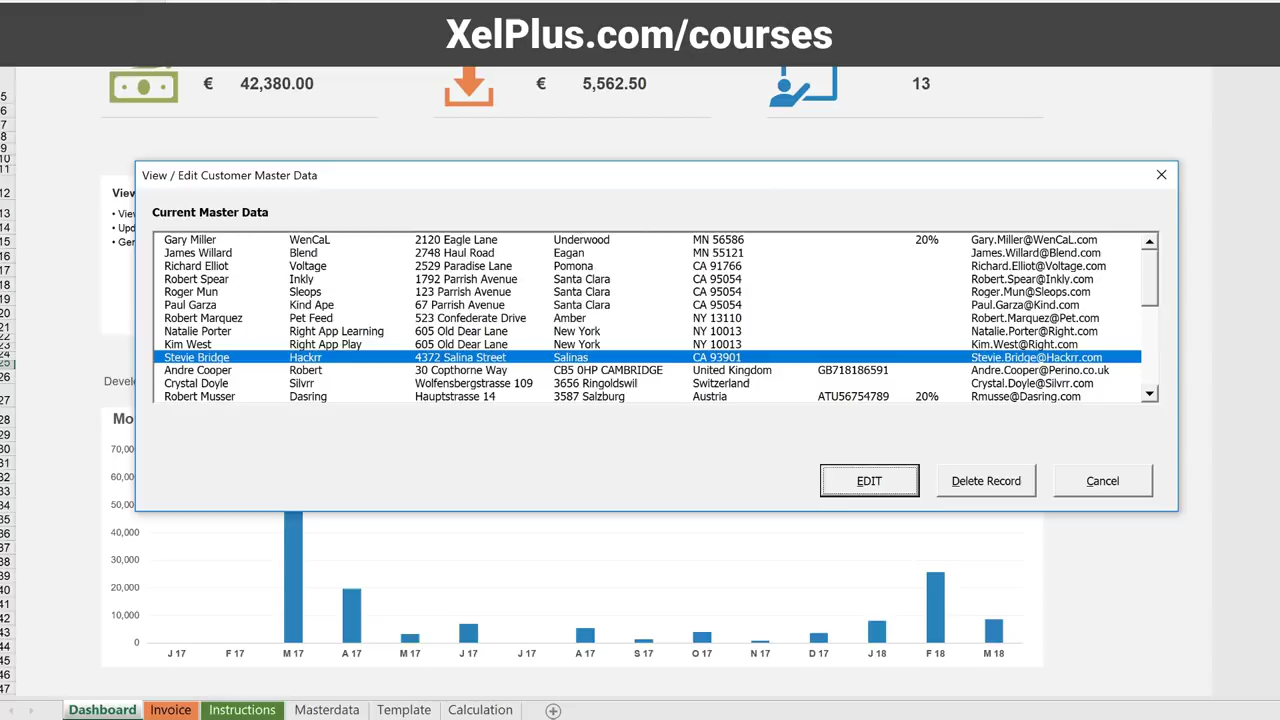 XelPlus.com/courses
€ 42,380.00 € 5,562.50 13
View / Edit Customer Master Data
Current Master Data
Gary Miller WenCaL 2120 Eagle Lane Underwood MN 56586 20% Gary.Miller@WenCaL.com
James Willard Blend 2748 Haul Road Eagan MN 55121 James.Willard@Blend.com
Richard Elliot Voltage 2529 Paradise Lane Pomona CA 91766 Richard.Elliot@Voltage.com
Robert Spear Inkly 1792 Parrish Avenue Santa Clara CA 95054 Robert.Spear@Inkly.com
Roger Mun Sleops 123 Parrish Avenue Santa Clara CA 95054 Roger.Mun@Sleops.com
Paul Garza Kind Ape 67 Parrish Avenue Santa Clara CA 95054 Paul.Garza@Kind.com
Robert Marquez Pet Feed 523 Confederate Drive Amber NY 13110 Robert.Marquez@Pet.com
Natalie Porter Right App Learning 605 Old Dear Lane New York NY 10013 Natalie.Porter@Right.com
Kim West Right App Play 605 Old Dear Lane New York NY 10013 Kim.West@Right.com
Stevie Bridge Hackrr 4372 Salina Street Salinas CA 93901 Stevie.Bridge@Hackrr.com
Andre Cooper Robert 30 Copthorne Way CB5 0HP CAMBRIDGE United Kingdom GB718186591 Andre.Cooper@Perino.co.uk
Crystal Doyle Silvrr Wolfensbergstrasse 109 3656 Ringoldswil Switzerland Crystal.Doyle@Silvrr.com
Robert Musser Dasring Hauptstrasse 14 3587 Salzburg Austria ATU56754789 20% Rmusse@Dasring.com
EDIT Delete Record Cancel
View
• View
• Upd
• Ger
Develo
Mo
70,000
60,000
50,000
40,000
30,000
20,000
10,000
0
J 17 F 17 M 17 A 17 M 17 J 17 J 17 A 17 S 17 O 17 N 17 D 17 J 18 F 18 M 18
Dashboard Invoice Instructions Masterdata Template Calculation